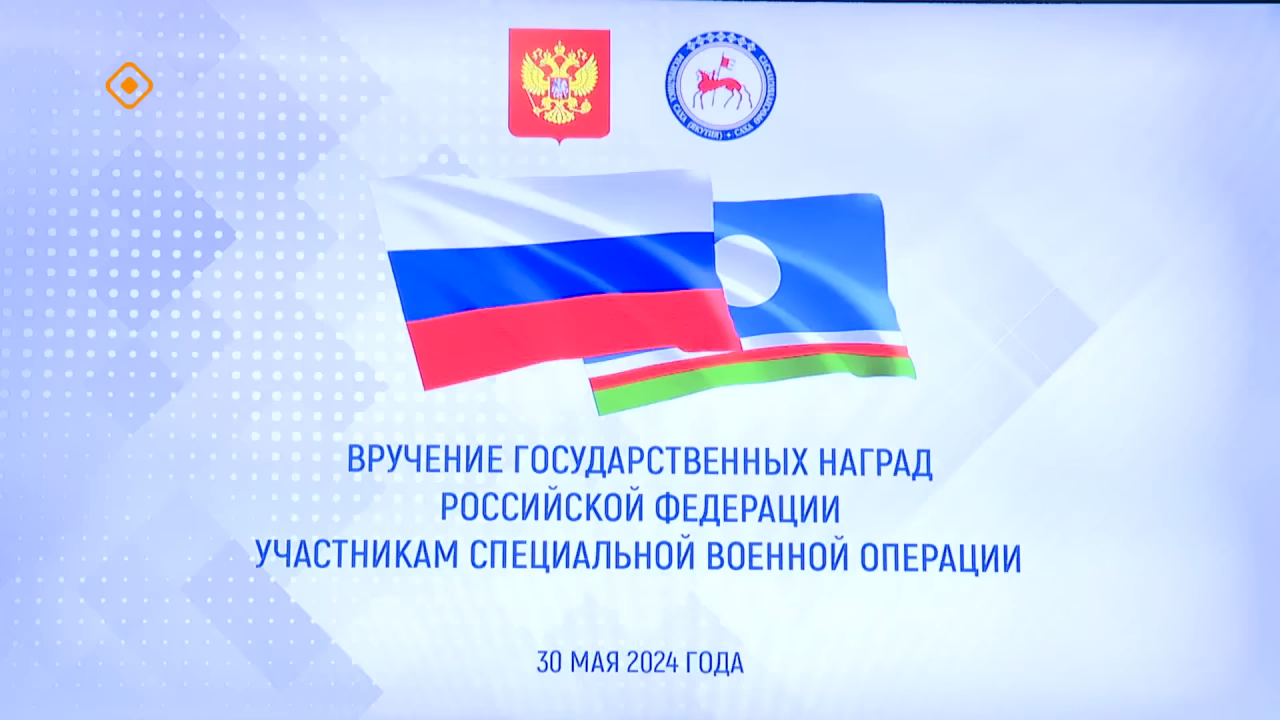 ВРУЧЕНИЕ ГОСУДАРСТВЕННЫХ НАГРАД
РОССИЙСКОЙ ФЕДЕРАЦИИ
УЧАСТНИКАМ СПЕЦИАЛЬНОЙ ВОЕННОЙ ОПЕРАЦИИ
30 МАЯ 2024 ГОДА